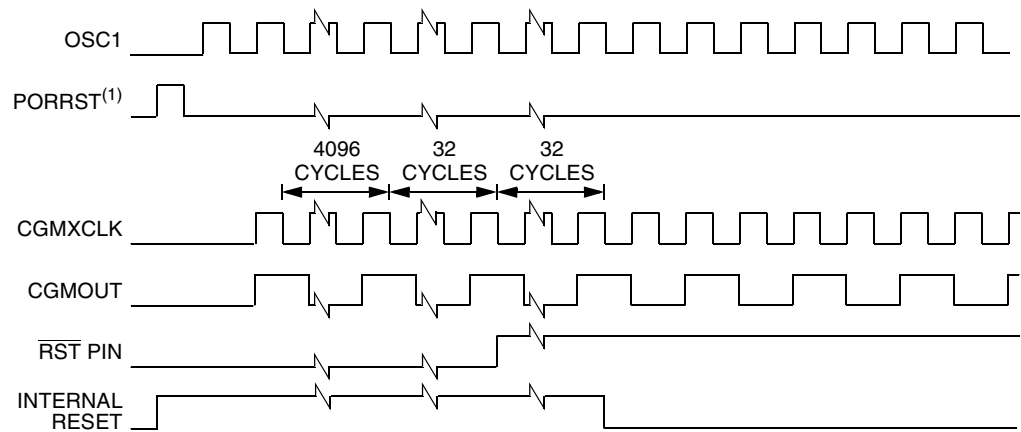 OSC1
PORRST(1)
4096
CYCLES
32
CYCLES
32
CYCLES
CGMXCLK
CGMOUT
RST PIN
INTERNAL
RESET